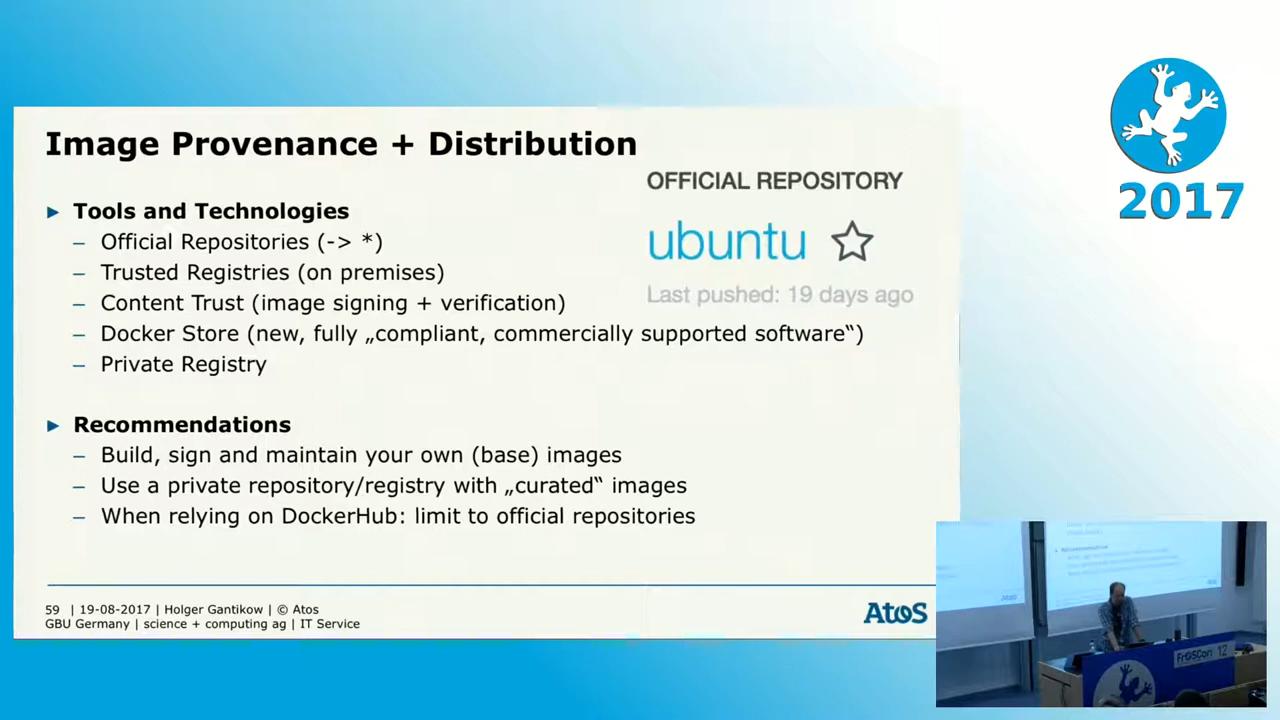 Image Provenance + Distribution
OFFICIAL REPOSITORY
ubuntu
Last pushed: 19 days ago
► Tools and Technologies
– Official Repositories (-> *)
– Trusted Registries (on premises)
– Content Trust (image signing + verification)
– Docker Store (new, fully „compliant, commercially supported software“)
– Private Registry
► Recommendations
– Build, sign and maintain your own (base) images
– Use a private repository/registry with „curated“ images
– When relying on DockerHub: limit to official repositories
59 | 19-08-2017 | Holger Gantikow | © Atos
GBU Germany | science + computing ag | IT Service
Atos
2017
FrOSCon 12